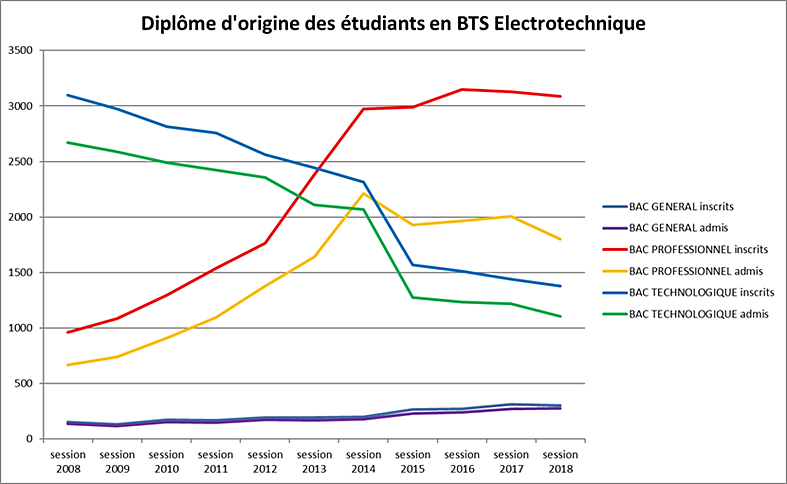 Diplôme d'origine des étudiants en BTS Electrotechnique
3500
3000
2500
2000
1500
1000
500
0
session 2008
session 2009
session 2010
session 2011
session 2012
session 2013
session 2014
session 2015
session 2016
session 2017
session 2018
BAC GENERAL inscrits
BAC GENERAL admis
BAC PROFESSIONNEL inscrits
BAC PROFESSIONNEL admis
BAC TECHNOLOGIQUE inscrits
BAC TECHNOLOGIQUE admis